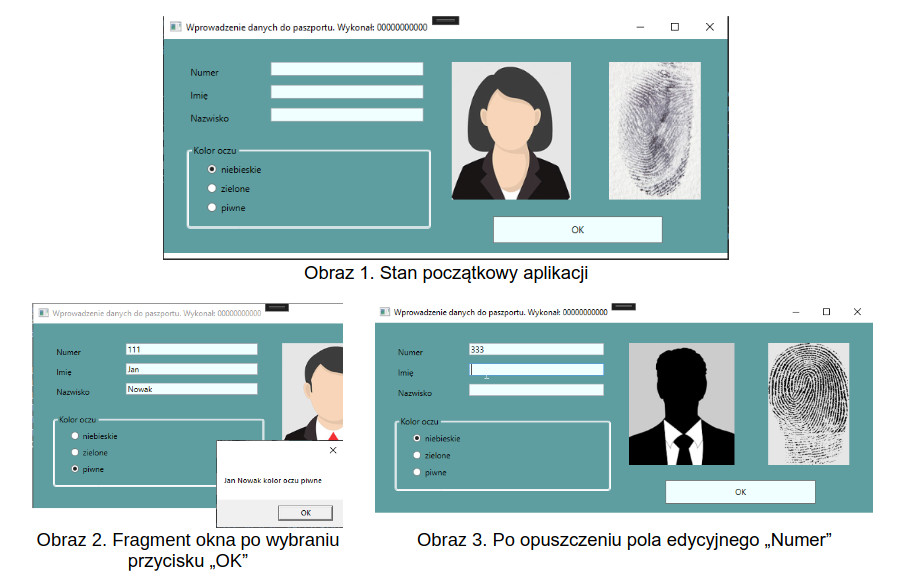 Wprowadzenie danych do paszportu. Wykonał: 00000000000
Numer
Imię
Nazwisko
Kolor oczu
niebieskie
zielone
piwne
OK
Obraz 1. Stan początkowy aplikacji
Wprowadzenie danych do paszportu. Wykonał: 00000000000
Numer 111
Imię Jan
Nazwisko Nowak
Kolor oczu
niebieskie
zielone
piwne
Jan Nowak kolor oczu piwne
OK
Obraz 2. Fragment okna po wybraniu
przycisku „OK”
Wprowadzenie danych do paszportu. Wykonał: 00000000000
Numer 333
Imię
Nazwisko
Kolor oczu
niebieskie
zielone
piwne
OK
Obraz 3. Po opuszczeniu pola edycyjnego „Numer”